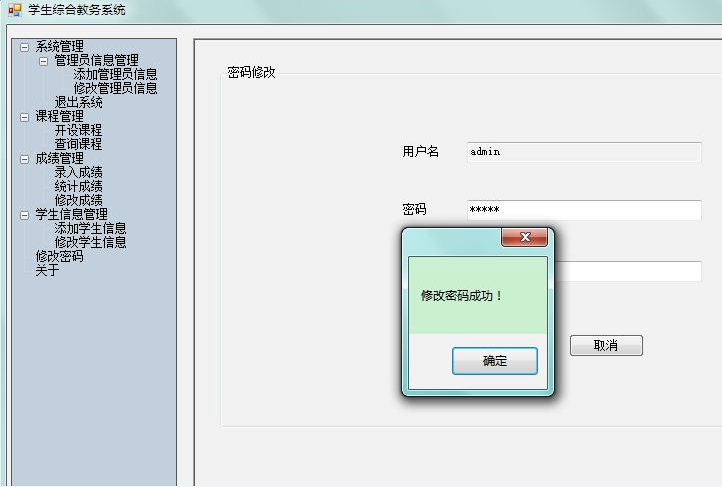 学生综合教务系统
系统管理
管理员信息管理
添加管理员信息
修改管理员信息
退出系统
课程管理
开设课程
查询课程
成绩管理
录入成绩
统计成绩
修改成绩
学生信息管理
添加学生信息
修改学生信息
修改密码
关于
密码修改
用户名 admin
密码 *****
修改密码成功！
确定
取消